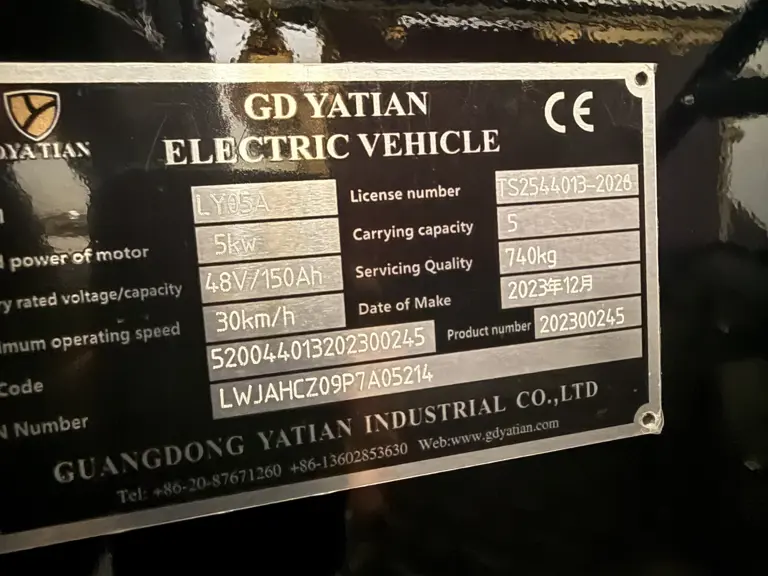 GD YATIAN
CE
DYATIAN
ELECTRIC VEHICLE
LY05A License number TS2544013-2026
power of motor 5kw Carrying capacity 5
ry rated voltage/capacity 48V/150Ah Servicing Quality 740kg
mum operating speed 30km/h Date of Make 2023年12月
Code 520044013202300245 Product number 202300245
N Number LWJAHCZ09P7A05214
GUANGDONG YATIAN INDUSTRIAL CO.,LTD
Tel: +86-20-87671260 +86-13602853630 Web:www.gdyatian.com